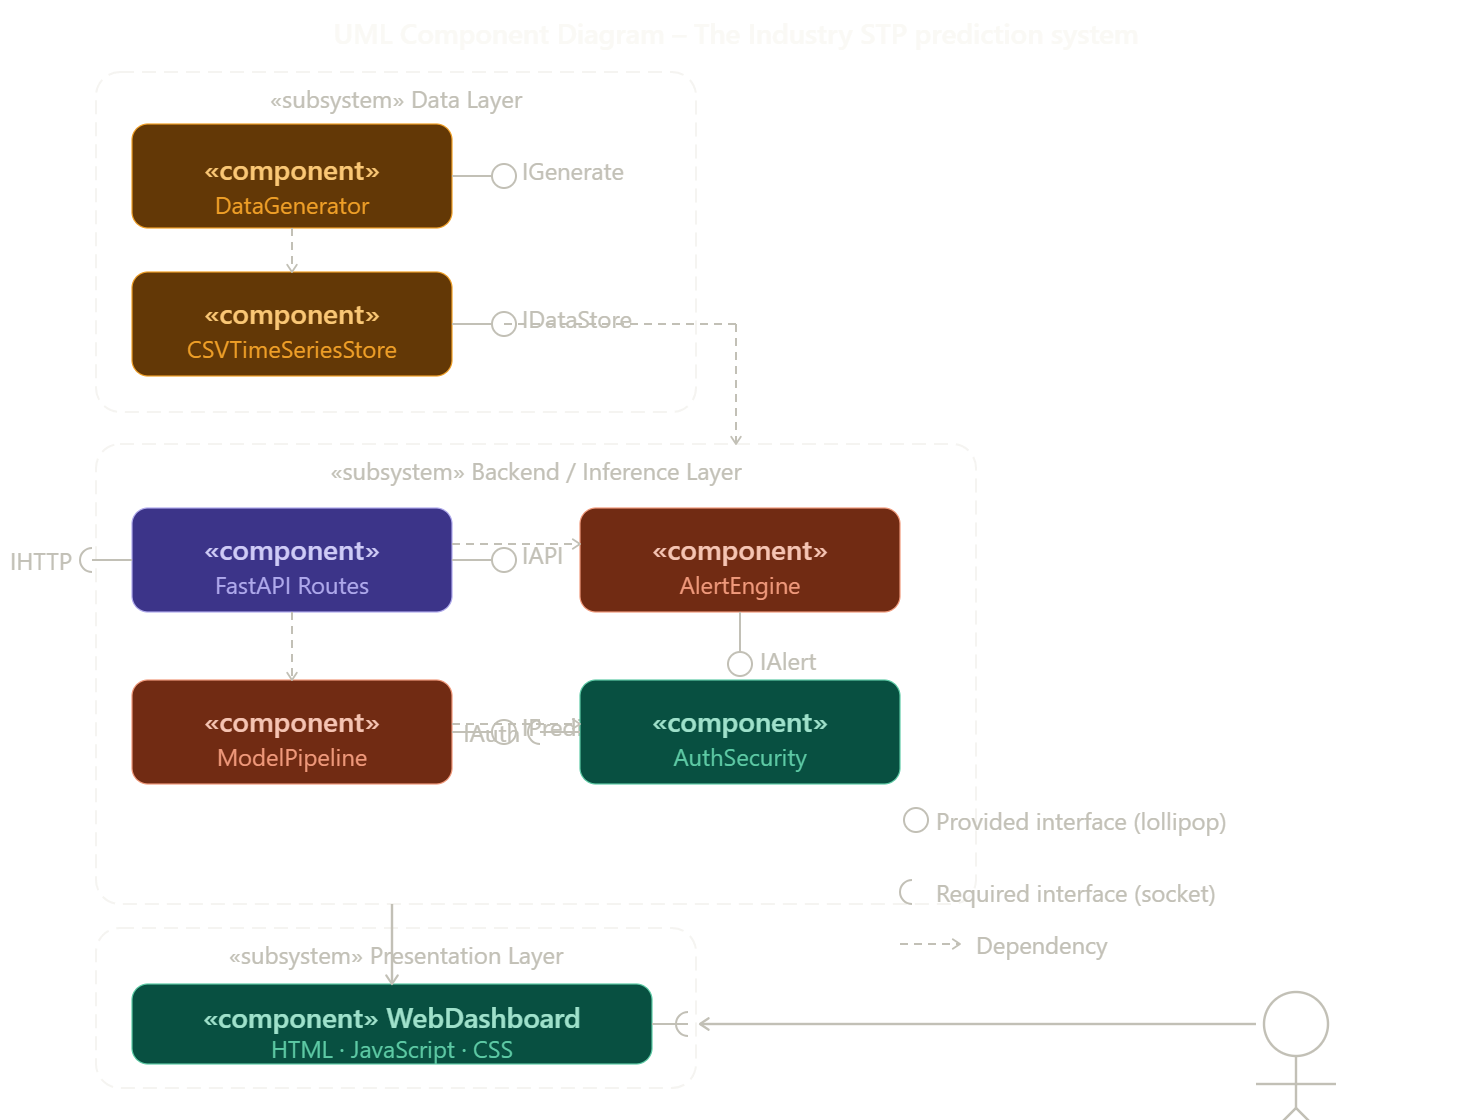 UML Component Diagram – The Industry STP prediction system
«subsystem» Data Layer
«component»
DataGenerator
IGenerate
«component»
CSVTimeSeriesStore
IDataStore
«subsystem» Backend / Inference Layer
IHTTP
«component»
FastAPI Routes
IAPI
«component»
AlertEngine
IAlert
«component»
ModelPipeline
IAuth
IPredi
«component»
AuthSecurity
Provided interface (lollipop)
Required interface (socket)
Dependency
«subsystem» Presentation Layer
«component» WebDashboard
HTML · JavaScript · CSS